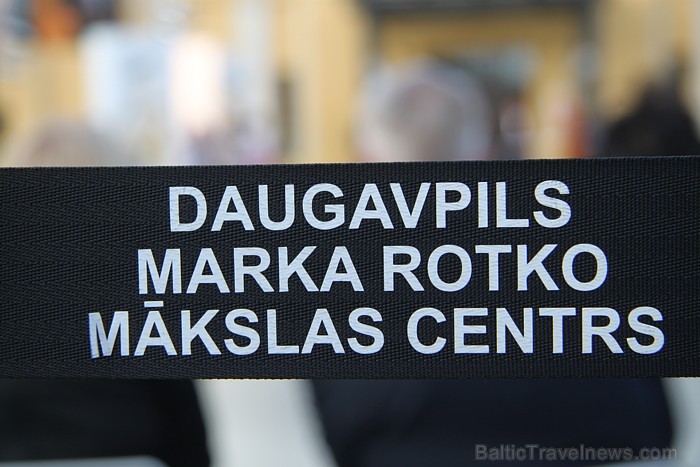 DAUGAVPILS
MARKA ROTKO
MĀKSLAS CENTRS
BalticTravelnews.com